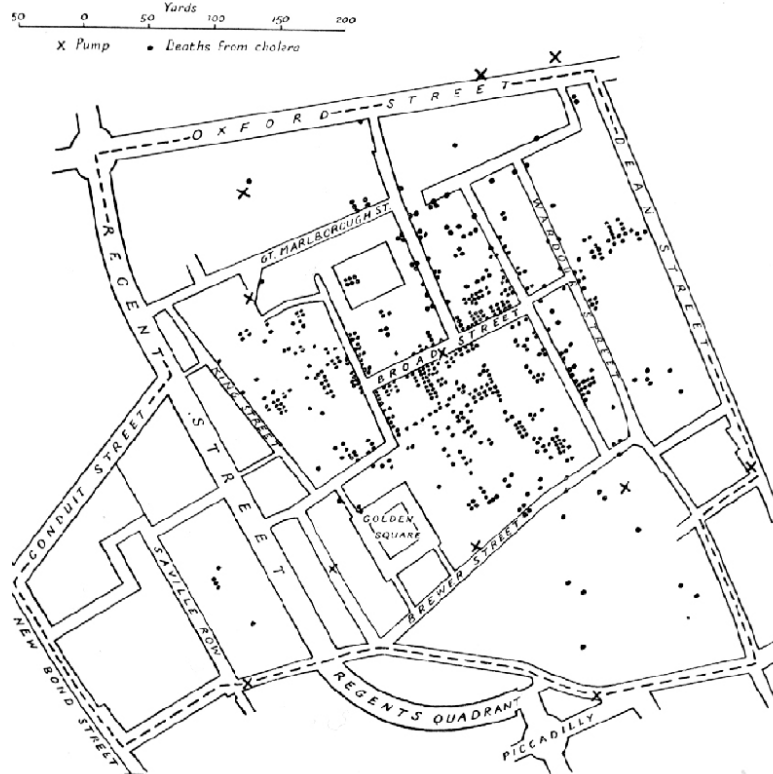 Yards
50 0 50 100 150 200
x Pump • Deaths from cholera
OXFORD STREET
REGENT STREET
GT. MARLBOROUGH ST.
WARDOUR STREET
DEAN STREET
BROAD STREET
KING STREET
CONDUIT STREET
GOLDEN
SQUARE
SAVILLE ROW
BREWER STREET
NEW BOND STREET
REGENTS QUADRANT
PICCADILLY